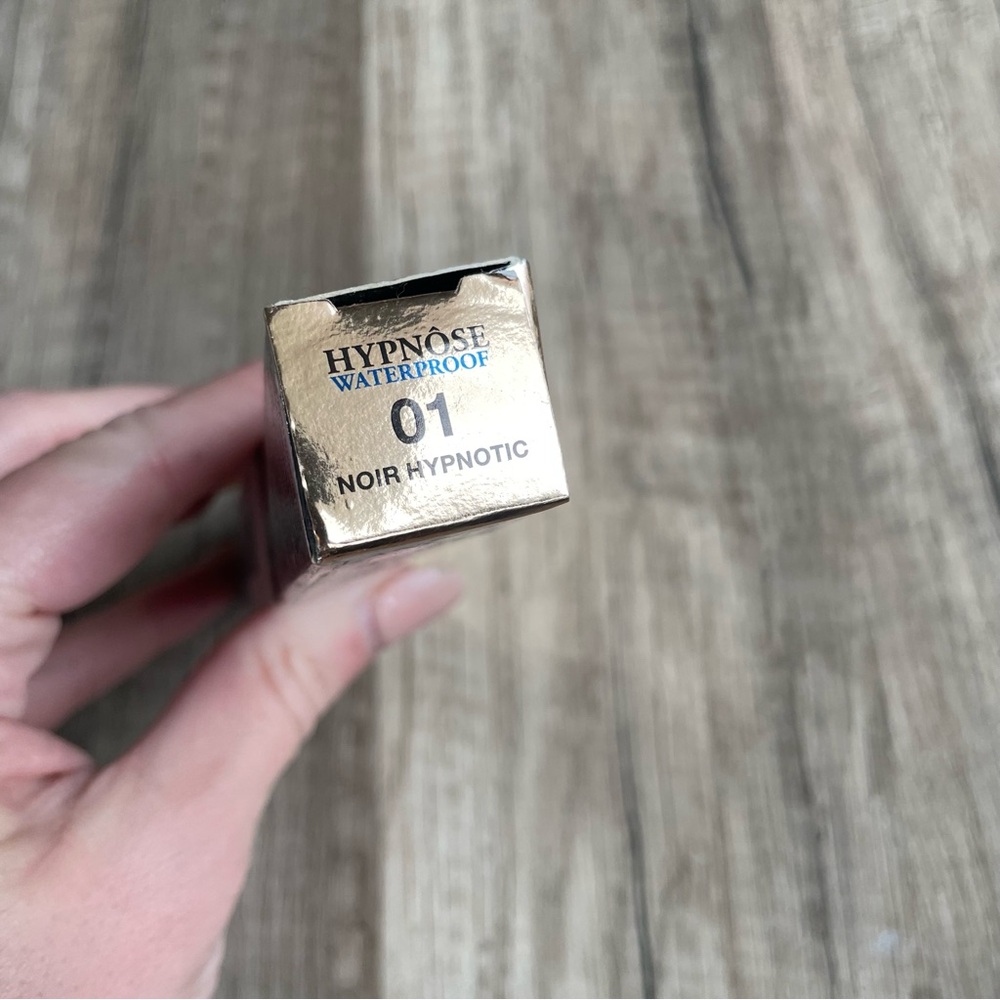 HYPNÔSE
WATERPROOF
01
NOIR HYPNOTIC